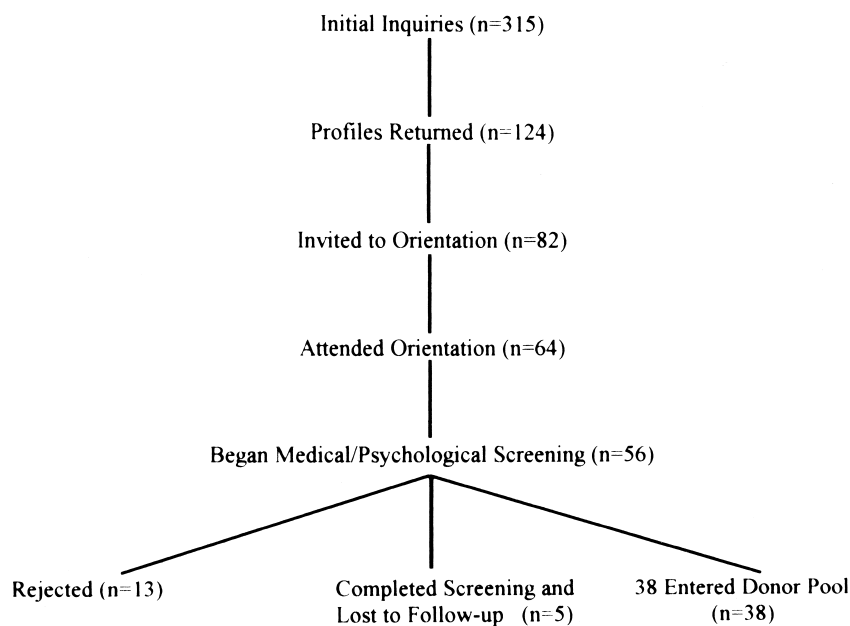 Initial Inquiries (n=315)
Profiles Returned (n=124)
Invited to Orientation (n=82)
Attended Orientation (n=64)
Began Medical/Psychological Screening (n=56)
Rejected (n=13)
Completed Screening and
Lost to Follow-up (n=5)
38 Entered Donor Pool
(n=38)